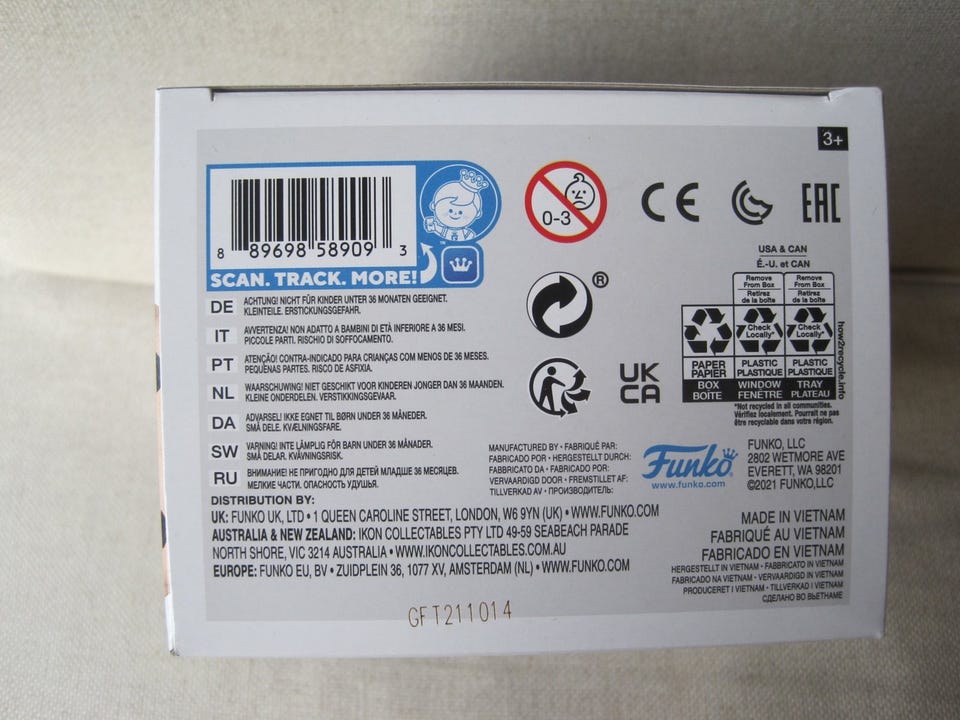 3+
8 89698 58909 3
SCAN. TRACK. MORE!
™
0-3
CE
EAC
®
UK
CA
USA & CAN
É.-U. et CAN
Remove From Box
Retirez de la boîte
Remove From Box
Retirez de la boîte
Check Locally*
Check Locally*
PAPER
PAPIER
PLASTIC
PLASTIQUE
PLASTIC
PLASTIQUE
BOX
BOITE
WINDOW
FENÊTRE
TRAY
PLATEAU
how2recycle.info
*Not recycled in all communities.
Vérifiez localement. Pourrait ne pas
être recyclable dans votre région.
DE ACHTUNG! NICHT FÜR KINDER UNTER 36 MONATEN GEEIGNET.
KLEINTEILE. ERSTICKUNGSGEFAHR.
IT AVVERTENZA! NON ADATTO A BAMBINI DI ETÀ INFERIORE A 36 MESI.
PICCOLE PARTI. RISCHIO DI SOFFOCAMENTO.
PT ATENÇÃO! CONTRA-INDICADO PARA CRIANÇAS COM MENOS DE 36 MESES.
PEQUENAS PARTES. RISCO DE ASFIXIA.
NL WAARSCHUWING! NIET GESCHIKT VOOR KINDEREN JONGER DAN 36 MAANDEN.
KLEINE ONDERDELEN. VERSTIKKINGSGEVAAR.
DA ADVARSEL! IKKE EGNET TIL BØRN UNDER 36 MÅNEDER.
SMÅ DELE. KVÆLNINGSFARE.
SW VARNING! INTE LÄMPLIG FÖR BARN UNDER 36 MÅNADER.
SMÅ DELAR. KVÄVNINGSRISK.
RU ВНИМАНИЕ! НЕ ПРИГОДНО ДЛЯ ДЕТЕЙ МЛАДШЕ 36 МЕСЯЦЕВ.
МЕЛКИЕ ЧАСТИ. ОПАСНОСТЬ УДУШЬЯ.
MANUFACTURED BY • FABRIQUÉ PAR:
FABRICADO POR • HERGESTELLT DURCH:
FABBRICATO DA • FABRICADO POR:
VERVAARDIGD DOOR • FREMSTILLET AF:
TILLVERKAD AV • ПРОИЗВОДИТЕЛЬ:
Funko
www.funko.com
FUNKO, LLC
2802 WETMORE AVE
EVERETT, WA 98201
©2021 FUNKO,LLC
DISTRIBUTION BY:
UK: FUNKO UK, LTD • 1 QUEEN CAROLINE STREET, LONDON, W6 9YN (UK) • WWW.FUNKO.COM
AUSTRALIA & NEW ZEALAND: IKON COLLECTABLES PTY LTD 49-59 SEABEACH PARADE
NORTH SHORE, VIC 3214 AUSTRALIA • WWW.IKONCOLLECTABLES.COM.AU
EUROPE: FUNKO EU, BV • ZUIDPLEIN 36, 1077 XV, AMSTERDAM (NL) • WWW.FUNKO.COM
MADE IN VIETNAM
FABRIQUÉ AU VIETNAM
FABRICADO EN VIETNAM
HERGESTELLT IN VIETNAM • FABBRICATO IN VIETNAM
FABRICADO NA VIETNAM • VERVAARDIGD IN VIETNAM
PRODUCERET I VIETNAM • TILLVERKAD I VIETNAM
СДЕЛАНО ВО ВЬЕТНАМЕ
GFT211014